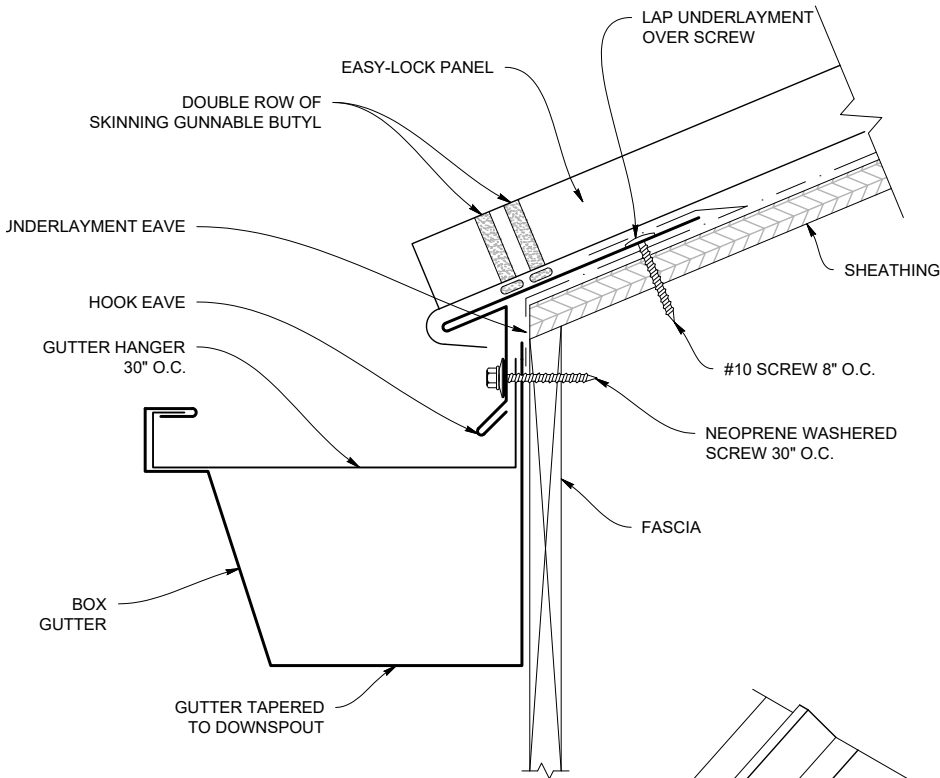 LAP UNDERLAYMENT
OVER SCREW
EASY-LOCK PANEL
DOUBLE ROW OF
SKINNING GUNNABLE BUTYL
UNDERLAYMENT EAVE
SHEATHING
HOOK EAVE
GUTTER HANGER
30" O.C.
#10 SCREW 8" O.C.
NEOPRENE WASHERED
SCREW 30" O.C.
FASCIA
BOX
GUTTER
GUTTER TAPERED
TO DOWNSPOUT